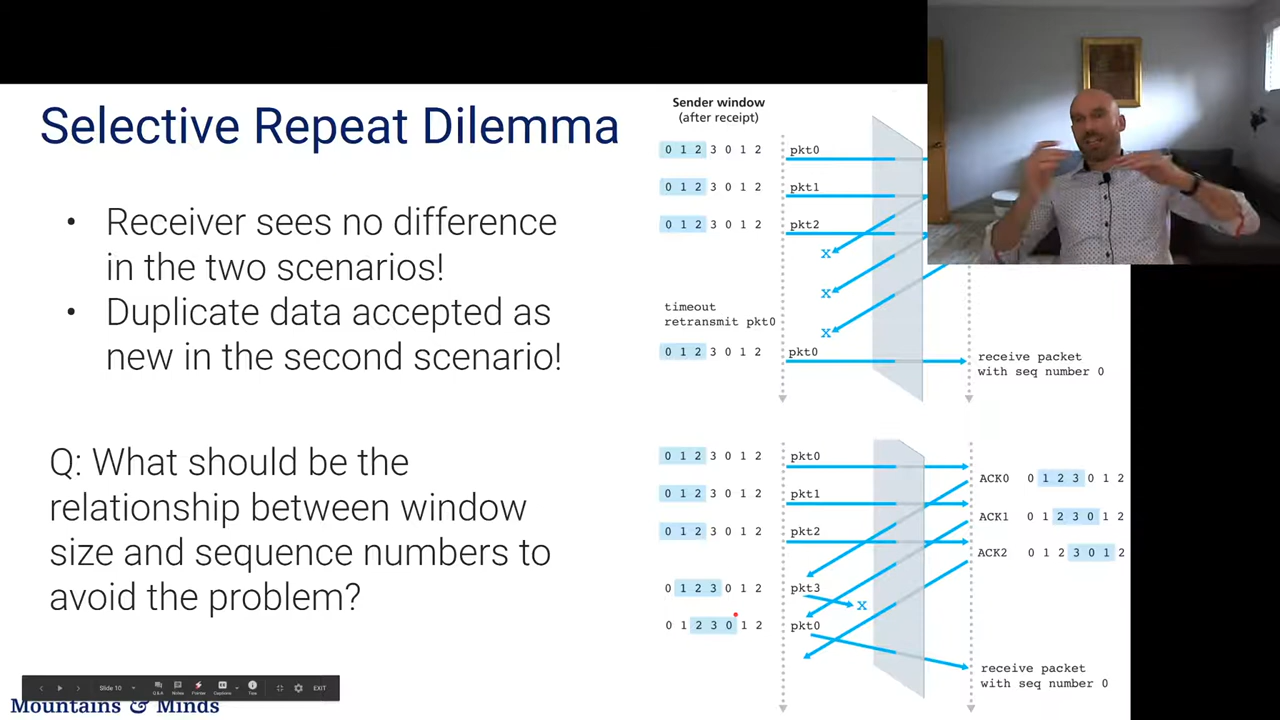 Selective Repeat Dilemma
• Receiver sees no difference
in the two scenarios!
• Duplicate data accepted as
new in the second scenario!
Q: What should be the
relationship between window
size and sequence numbers to
avoid the problem?
Sender window
(after receipt)
0 1 2 3 0 1 2 pkt0
0 1 2 3 0 1 2 pkt1
0 1 2 3 0 1 2 pkt2
x
x
timeout
retransmit pkt0
x
0 1 2 3 0 1 2 pkt0
receive packet
with seq number 0
0 1 2 3 0 1 2 pkt0
ACK0 0 1 2 3 0 1 2
0 1 2 3 0 1 2 pkt1
ACK1 0 1 2 3 0 1 2
0 1 2 3 0 1 2 pkt2
ACK2 0 1 2 3 0 1 2
0 1 2 3 0 1 2 pkt3
x
0 1 2 3 0 1 2 pkt0
receive packet
with seq number 0
Slide 10
Q&A Notes Pointer Captions Tips
EXIT
Mountains & Minds